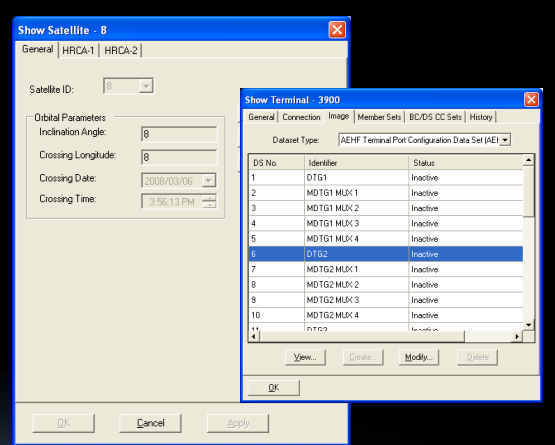 Show Satellite - 8
General HRCA-1 HRCA-2
Satellite ID: 8
Orbital Parameters
Inclination Angle: 8
Crossing Longitude: 8
Crossing Date: 2008/03/06
Crossing Time: 3:56:13 PM
OK Cancel Apply
Show Terminal - 3900
General Connection Image Member Sets BC/DS CC Sets History
Dataset Type: AEHF Terminal Port Configuration Data Set (AEI
DS No. Identifier Status
1 DTG1 Inactive
2 MDTG1 MUX 1 Inactive
3 MDTG1 MUX 2 Inactive
4 MDTG1 MUX 3 Inactive
5 MDTG1 MUX 4 Inactive
6 DTG2 Inactive
7 MDTG2 MUX 1 Inactive
8 MDTG2 MUX 2 Inactive
9 MDTG2 MUX 3 Inactive
10 MDTG2 MUX 4 Inactive
11 DTG3 Inactive
View... Create... Modify... Delete
OK